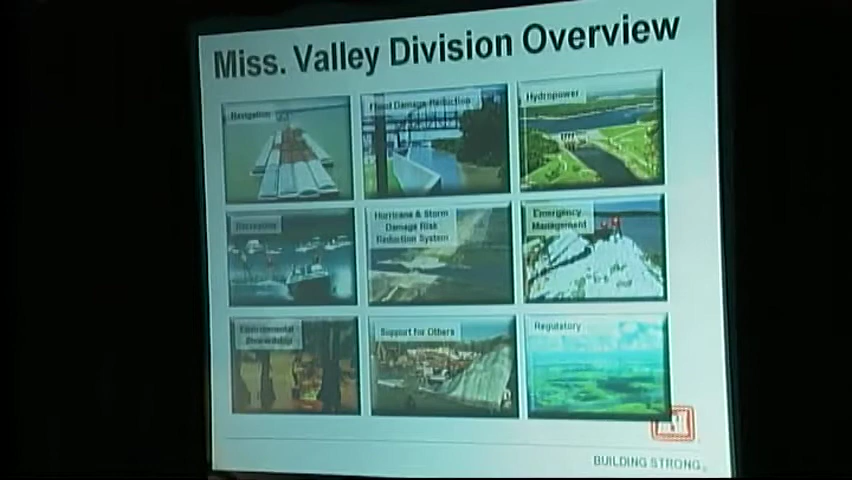 Miss. Valley Division Overview
Navigation
Flood Damage Reduction
Hydropower
Recreation
Hurricane & Storm
Damage Risk
Reduction System
Emergency
Management
Environmental
Stewardship
Support for Others
Regulatory
BUILDING STRONG®